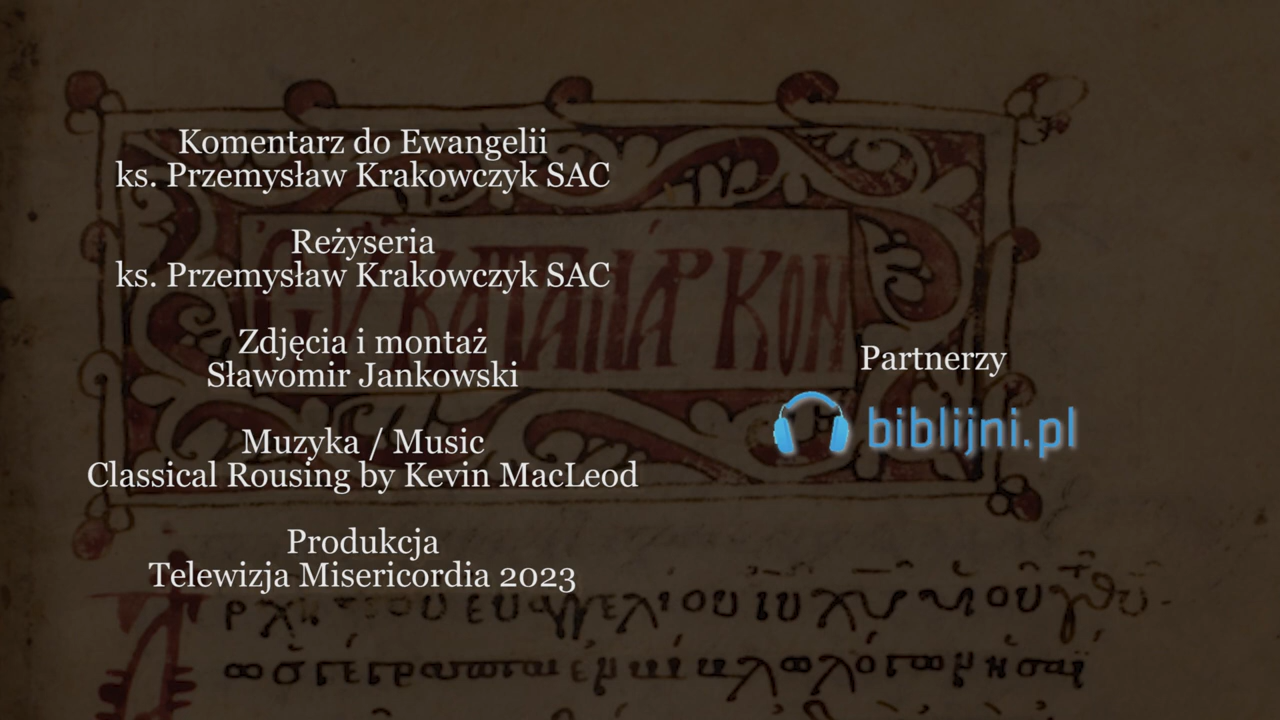 Komentarz do Ewangelii
ks. Przemysław Krakowczyk SAC
Reżyseria
ks. Przemysław Krakowczyk SAC
Zdjęcia i montaż
Sławomir Jankowski
Muzyka / Music
Classical Rousing by Kevin MacLeod
Produkcja
Telewizja Misericordia 2023
Partnerzy
biblijni.pl